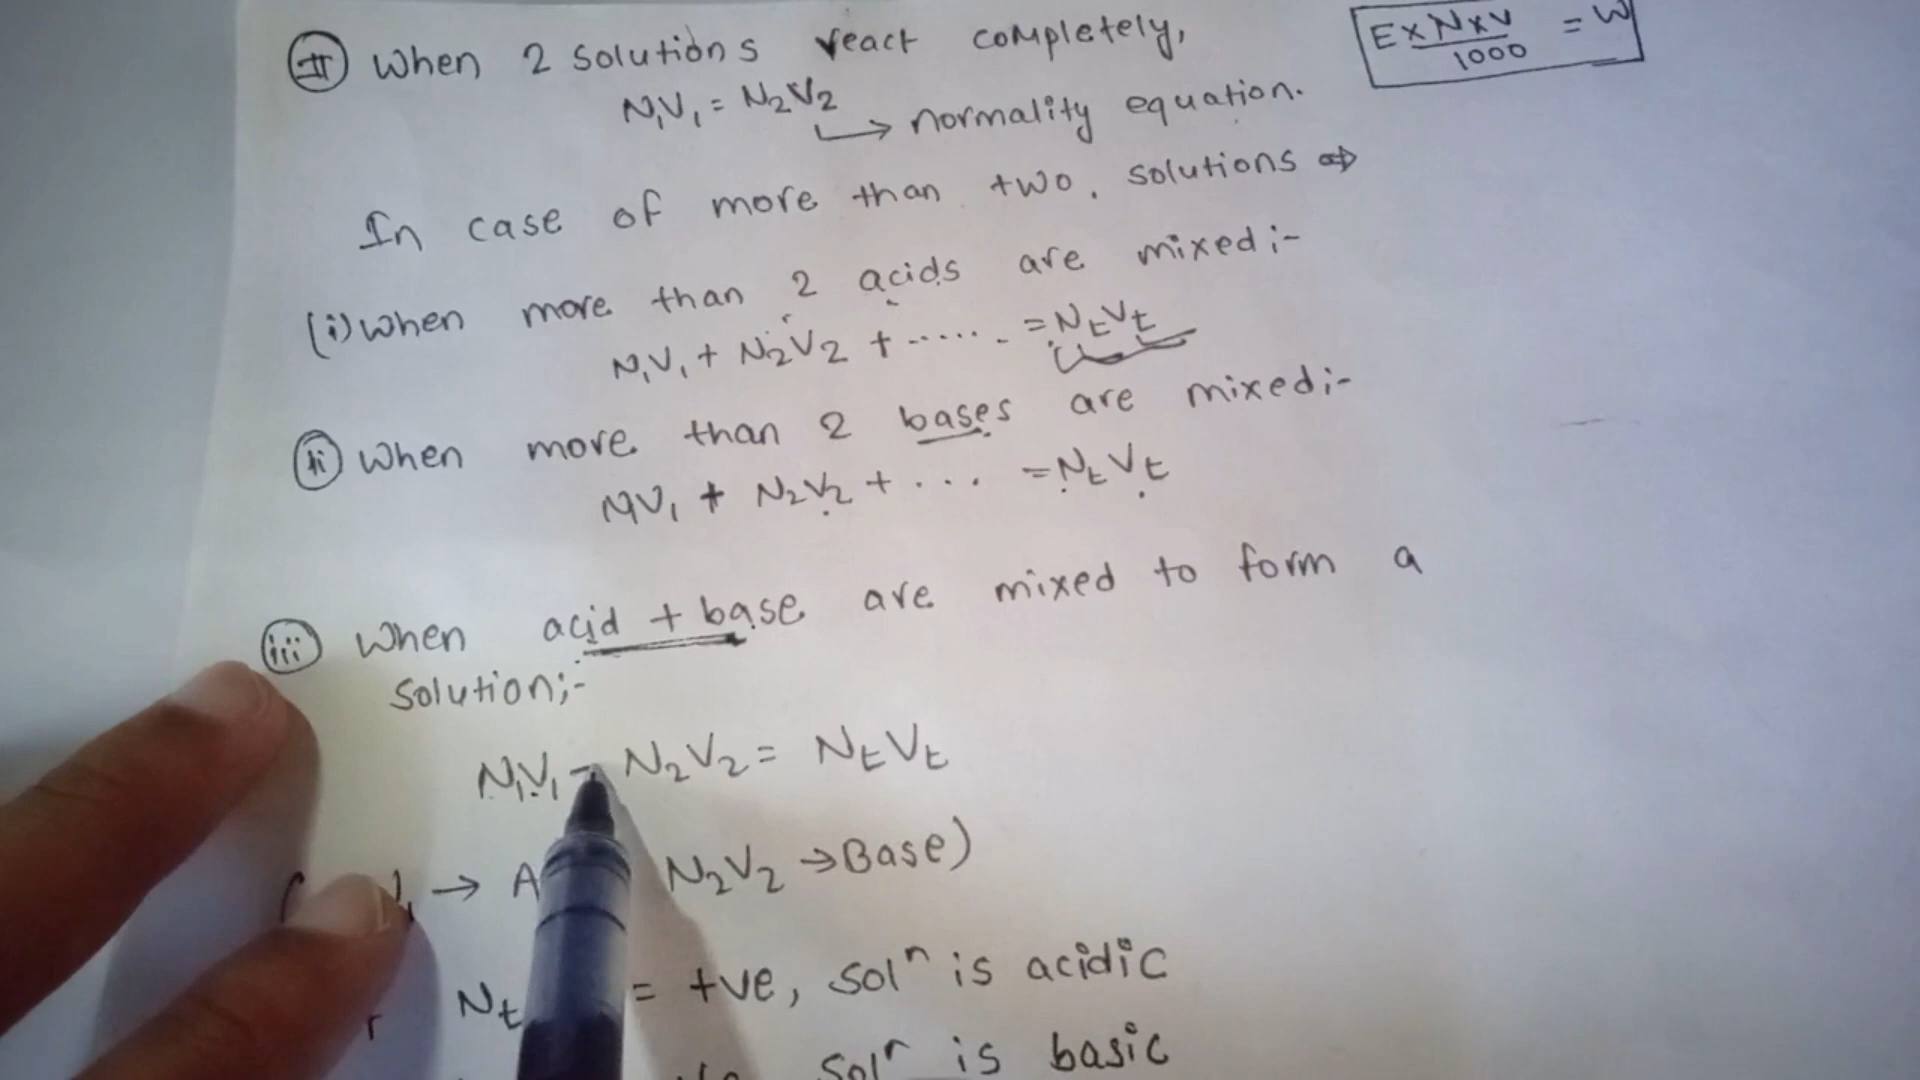 (II) When 2 solutions react completely,
E×N×V / 1000 = W
N₁V₁ = N₂V₂
↳ normality equation.
In case of more than two solutions ⇒
(i) When more than 2 acids are mixed:-
N₁V₁ + N₂V₂ + ....... = NtVt
(ii) When more than 2 bases are mixed:-
N₁V₁ + N₂V₂ + ... = NtVt
(iii) When acid + base are mixed to form a
solution:-
N₁V₁ - N₂V₂ = NtVt
( → A N₂V₂ → Base)
Nt = +ve, solⁿ is acidic
Solⁿ is basic